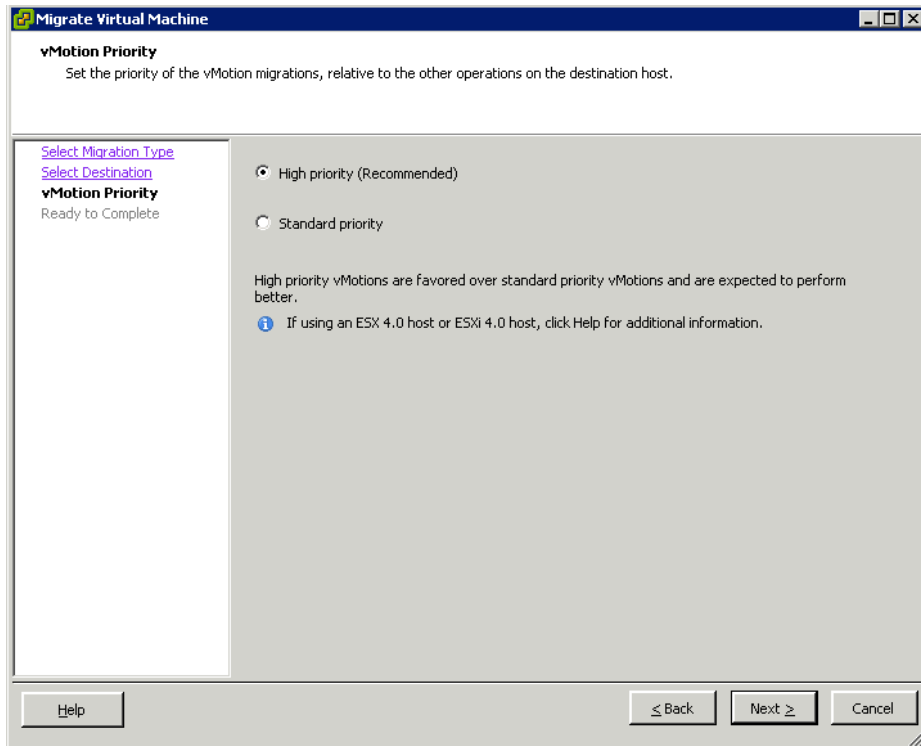 Migrate Virtual Machine
vMotion Priority
Set the priority of the vMotion migrations, relative to the other operations on the destination host.
Select Migration Type
Select Destination
vMotion Priority
Ready to Complete
High priority (Recommended)
Standard priority
High priority vMotions are favored over standard priority vMotions and are expected to perform
better.
If using an ESX 4.0 host or ESXi 4.0 host, click Help for additional information.
Help
< Back
Next >
Cancel